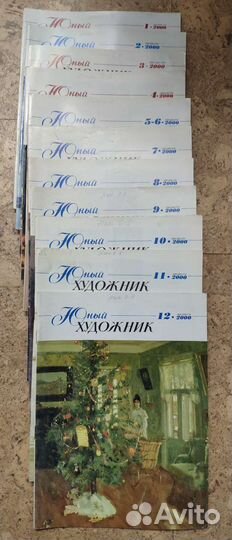 Юный
1 • 2000
Юный
2 • 2000
Юный
3 • 2000
ХУДОЖНИК
Юный
4 • 2000
Юный
5-6 • 2000
Юный
7 • 2000
ХУДОЖНИК
Юный
8 • 2000
Юный
9 • 2000
Юный
10 • 2000
ХУДОЖНИК
Юный
11 • 2000
ХУДОЖНИК
Юный
12 • 2000
ХУДОЖНИК
Avito